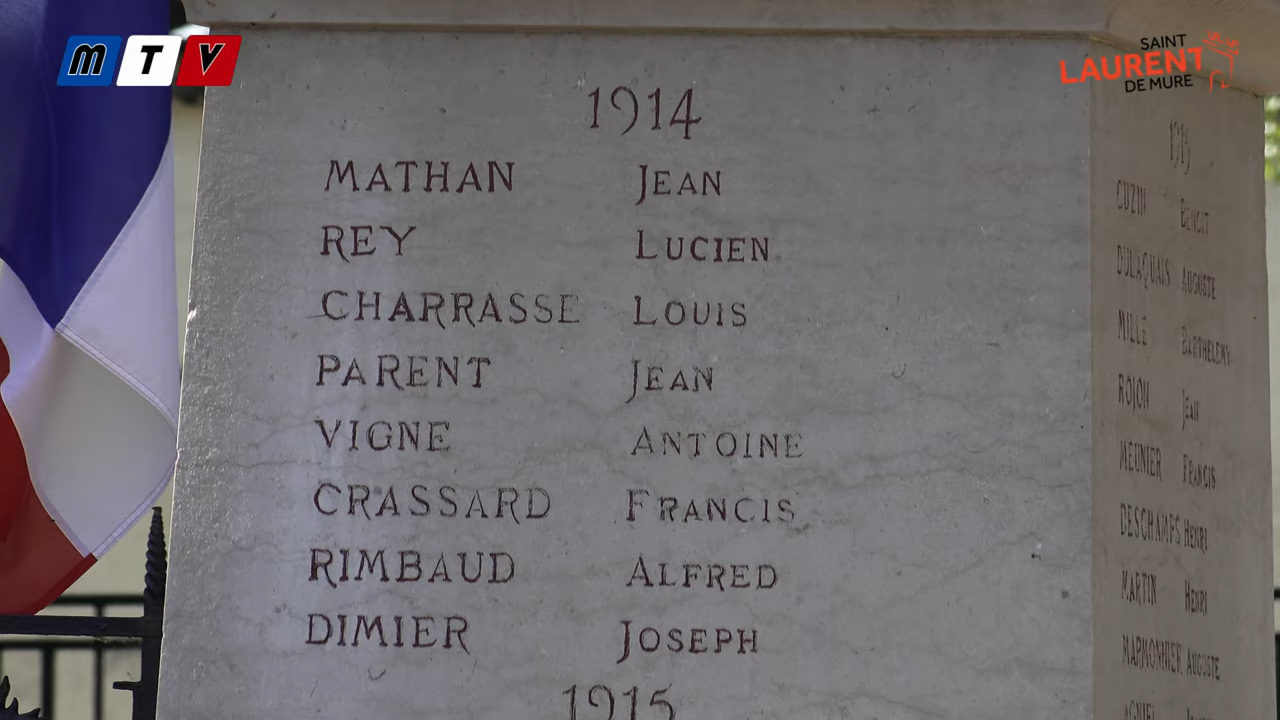 MTV
SAINT
LAURENT
DE MURE
1914
MATHAN JEAN
REY LUCIEN
CHARRASSE LOUIS
PARENT JEAN
VIGNE ANTOINE
CRASSARD FRANCIS
RIMBAUD ALFRED
DIMIER JOSEPH
1915
1915
CUZIN BENOIT
DULAQUAIS AUGUSTE
MILLE BARTHELEMY
ROJON JEAN
MEUNIER FRANCIS
DESCHAMPS HENRI
MARTIN HENRI
MARMONNIER AUGUSTE